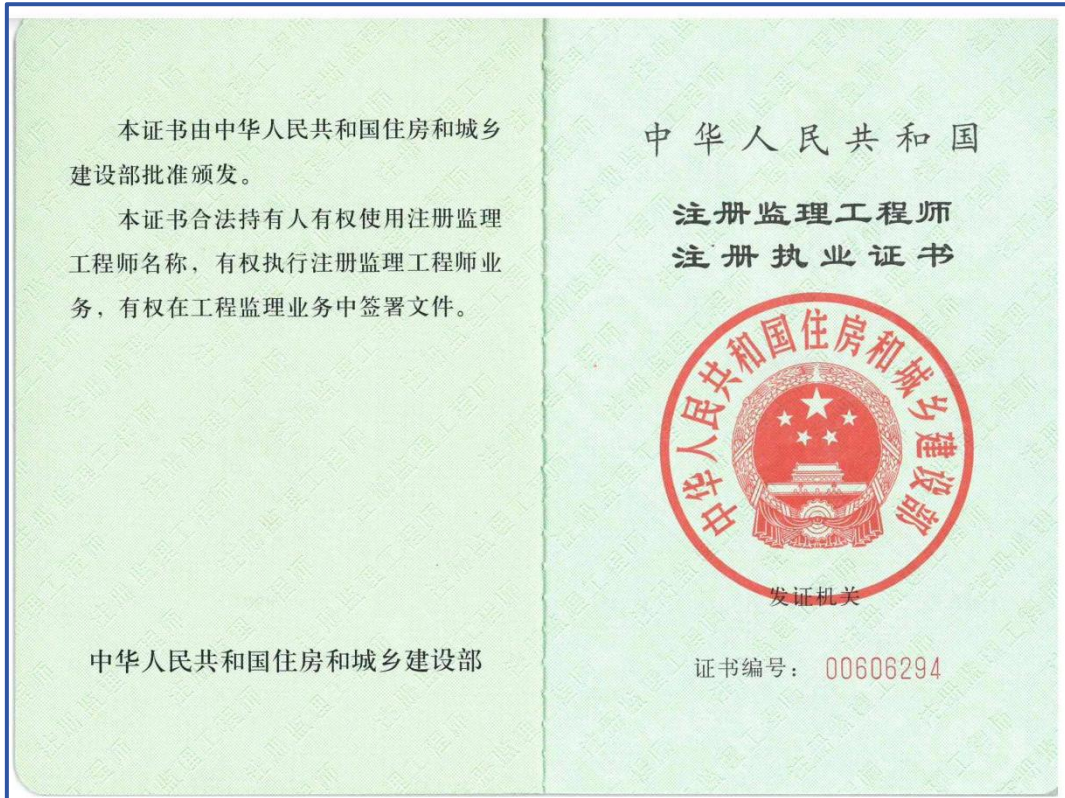 本证书由中华人民共和国住房和城乡
建设部批准颁发。
本证书合法持有人有权使用注册监理
工程师名称，有权执行注册监理工程师业
务，有权在工程监理业务中签署文件。
中华人民共和国住房和城乡建设部
中华人民共和国
注册监理工程师
注册执业证书
中华人民共和国住房和城乡建设部
发证机关
证书编号： 00606294